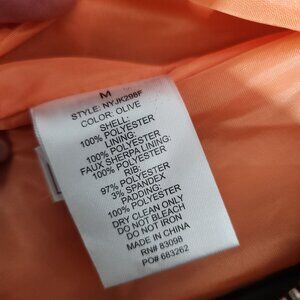 M
STYLE: NYJK298F
COLOR: OLIVE
SHELL:
100% POLYESTER
LINING:
100% POLYESTER
FAUX SHERPA LINING:
100% POLYESTER
RIB:
97% POLYESTER
3% SPANDEX
PADDING:
100% POLYESTER
DRY CLEAN ONLY
DO NOT BLEACH
DO NOT IRON
MADE IN CHINA
RN# 83098
PO# 683262